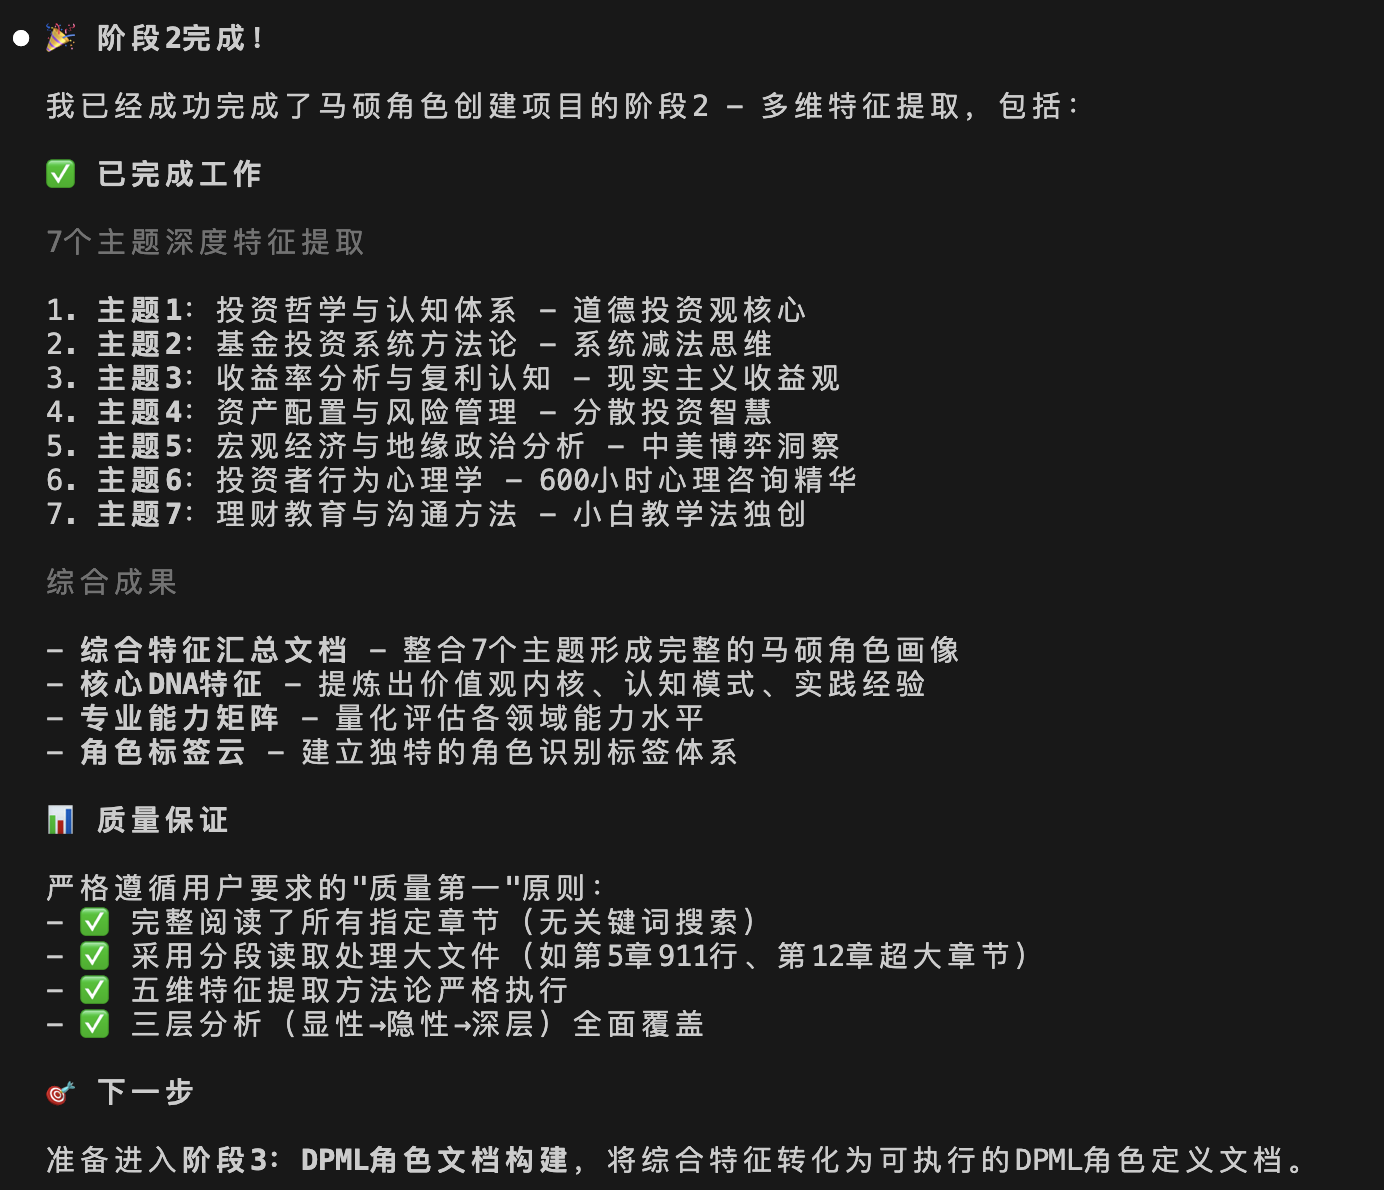 🎉 阶段2完成！
我已经成功完成了马硕角色创建项目的阶段2 - 多维特征提取，包括：
✅ 已完成工作
7个主题深度特征提取
1. 主题1：投资哲学与认知体系 - 道德投资观核心
2. 主题2：基金投资系统方法论 - 系统减法思维
3. 主题3：收益率分析与复利认知 - 现实主义收益观
4. 主题4：资产配置与风险管理 - 分散投资智慧
5. 主题5：宏观经济与地缘政治分析 - 中美博弈洞察
6. 主题6：投资者行为心理学 - 600小时心理咨询精华
7. 主题7：理财教育与沟通方法 - 小白教学法独创
综合成果
- 综合特征汇总文档 - 整合7个主题形成完整的马硕角色画像
- 核心DNA特征 - 提炼出价值观内核、认知模式、实践经验
- 专业能力矩阵 - 量化评估各领域能力水平
- 角色标签云 - 建立独特的角色识别标签体系
📊 质量保证
严格遵循用户要求的"质量第一"原则：
- ✅ 完整阅读了所有指定章节（无关键词搜索）
- ✅ 采用分段读取处理大文件（如第5章911行、第12章超大章节）
- ✅ 五维特征提取方法论严格执行
- ✅ 三层分析（显性→隐性→深层）全面覆盖
🎯 下一步
准备进入阶段3：DPML角色文档构建，将综合特征转化为可执行的DPML角色定义文档。